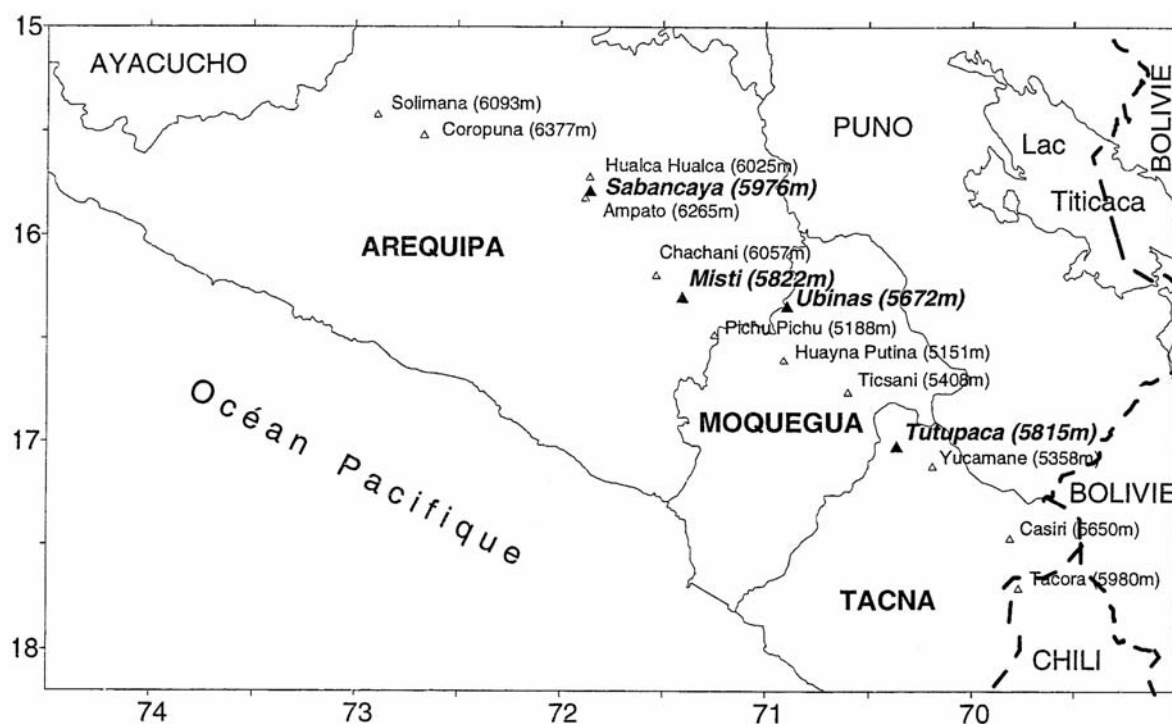 15
AYACUCHO
Solimana (6093m)
Coropuna (6377m)
PUNO
Lac
Titicaca
BOLIVIE
Hualca Hualca (6025m)
Sabancaya (5976m)
Ampato (6265m)
16
AREQUIPA
Chachani (6057m)
Misti (5822m)
Ubinas (5672m)
Pichu Pichu (5188m)
Huayna Putina (5151m)
Ticsani (5408m)
Océan Pacifique
MOQUEGUA
17
Tutupaca (5815m)
Yucamane (5358m)
BOLIVIE
Casiri (5650m)
Tacora (5980m)
TACNA
18
CHILI
74
73
72
71
70